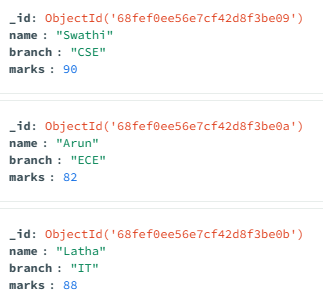 _id: ObjectId('68fef0ee56e7cf42d8f3be09')
name : "Swathi"
branch : "CSE"
marks : 90
_id: ObjectId('68fef0ee56e7cf42d8f3be0a')
name : "Arun"
branch : "ECE"
marks : 82
_id: ObjectId('68fef0ee56e7cf42d8f3be0b')
name : "Latha"
branch : "IT"
marks : 88